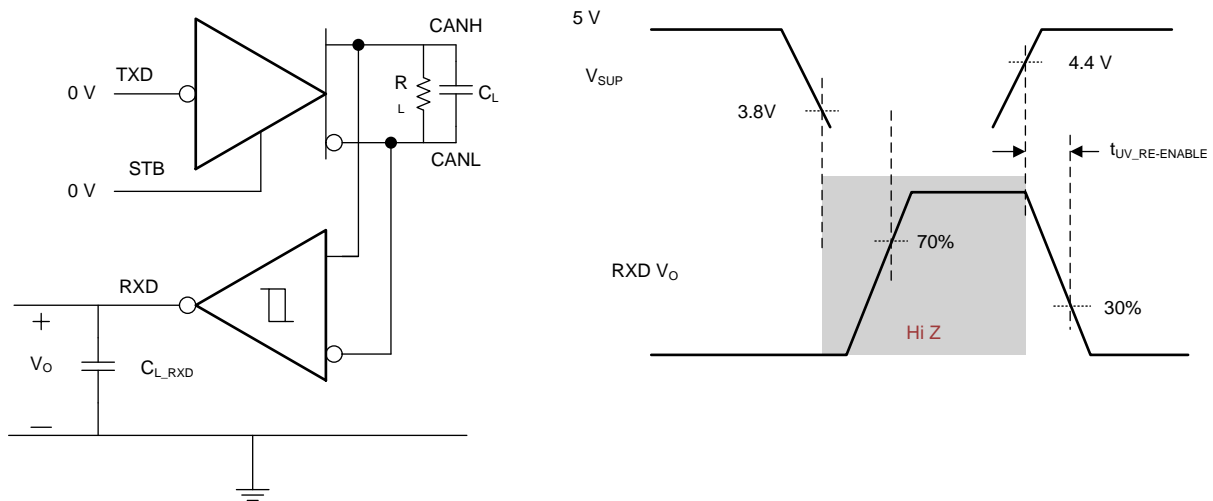 CANH
TXD
0 V
R
L
C_L
CANL
STB
0 V
RXD
+
V_O
C_L_RXD
—
5 V
V_SUP
3.8V
4.4 V
t_UV_RE-ENABLE
70%
RXD V_O
30%
Hi Z